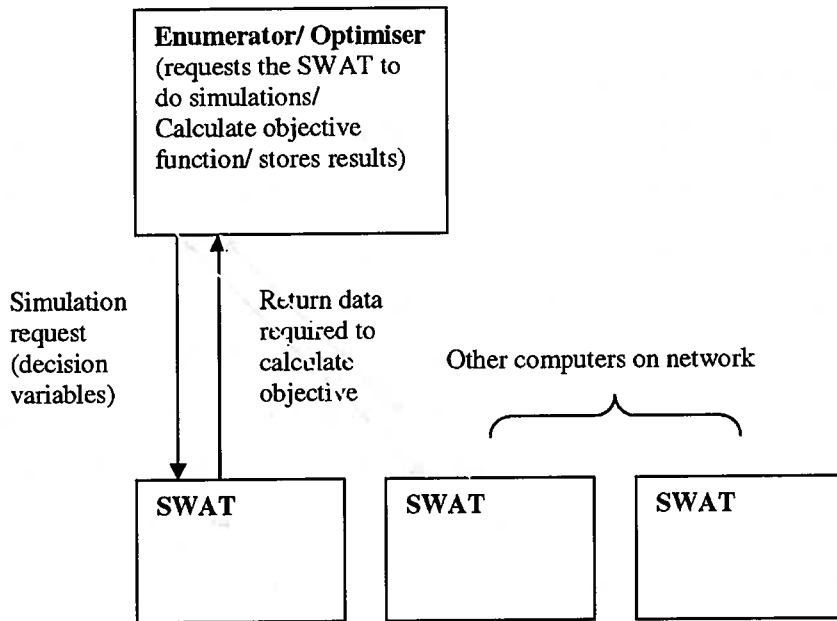 Enumerator/ Optimiser
(requests the SWAT to
do simulations/
Calculate objective
function/ stores results)
Simulation
request
(decision
variables)
Return data
required to
calculate
objective
Other computers on network
SWAT
SWAT
SWAT